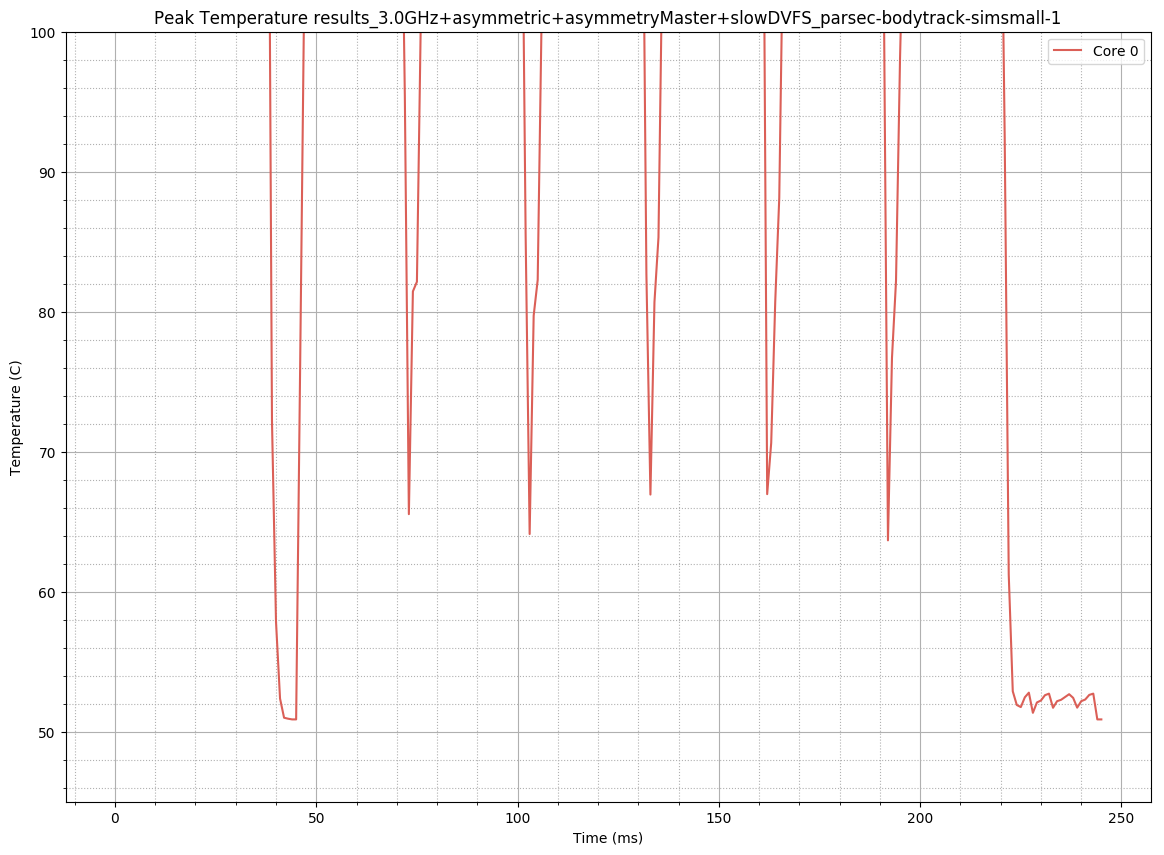 Peak Temperature results_3.0GHz+asymmetric+asymmetryMaster+slowDVFS_parsec-bodytrack-simsmall-1
Core 0
100
90
80
70
60
50
Temperature (C)
0 50 100 150 200 250
Time (ms)